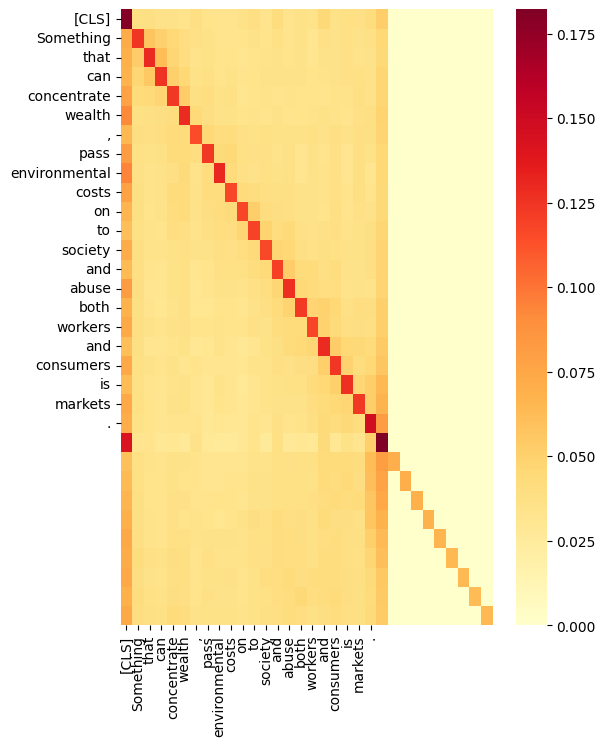 [CLS]
Something
that
can
concentrate
wealth
,
pass
environmental
costs
on
to
society
and
abuse
both
workers
and
consumers
is
markets
.
[CLS]
Something
that
can
concentrate
wealth
,
pass
environmental
costs
on
to
society
and
abuse
both
workers
and
consumers
is
markets
.
0.175
0.150
0.125
0.100
0.075
0.050
0.025
0.000